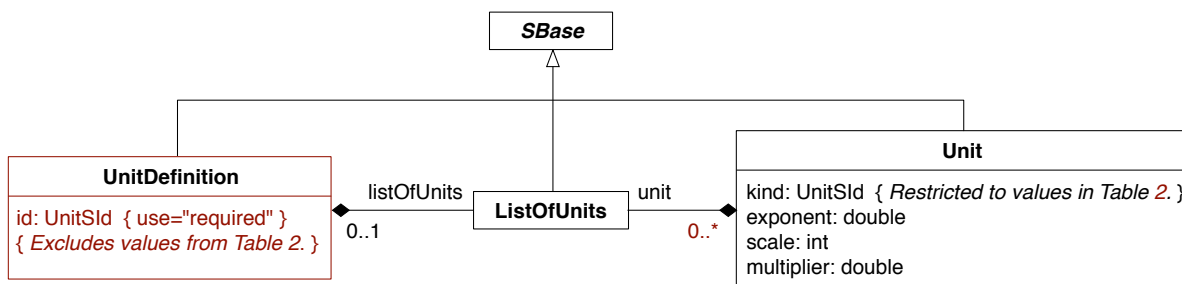 SBase
UnitDefinition
id: UnitSId { use="required" }
{ Excludes values from Table 2. }
listOfUnits
0..1
ListOfUnits
unit
0..*
Unit
kind: UnitSId { Restricted to values in Table 2. }
exponent: double
scale: int
multiplier: double